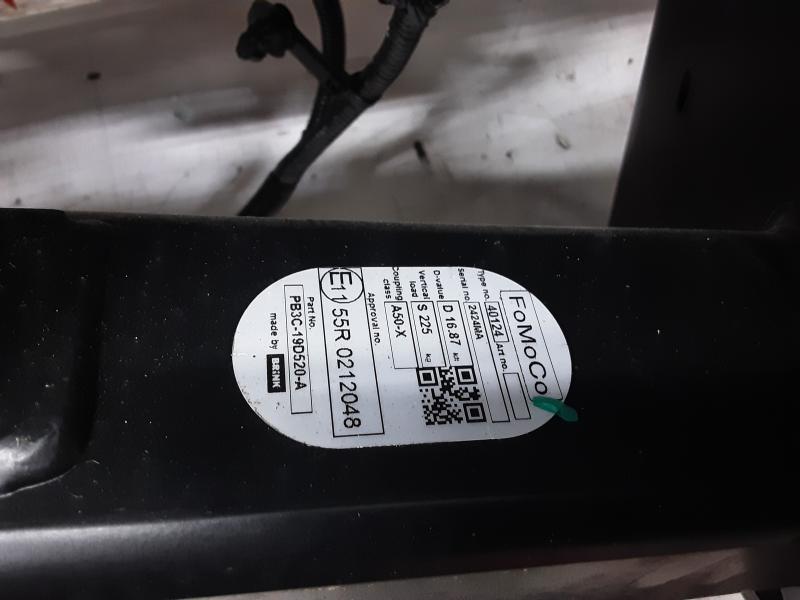 FoMoCo
Type no. 40124 Art no.
Serial no. 2424MA
D-value D 16.87 kN
Vertical load S 225 kg
Coupling class A50-X
Approval no.
E11 55R 0212048
Part No.
PB3C-19D520-A
made by BRINK